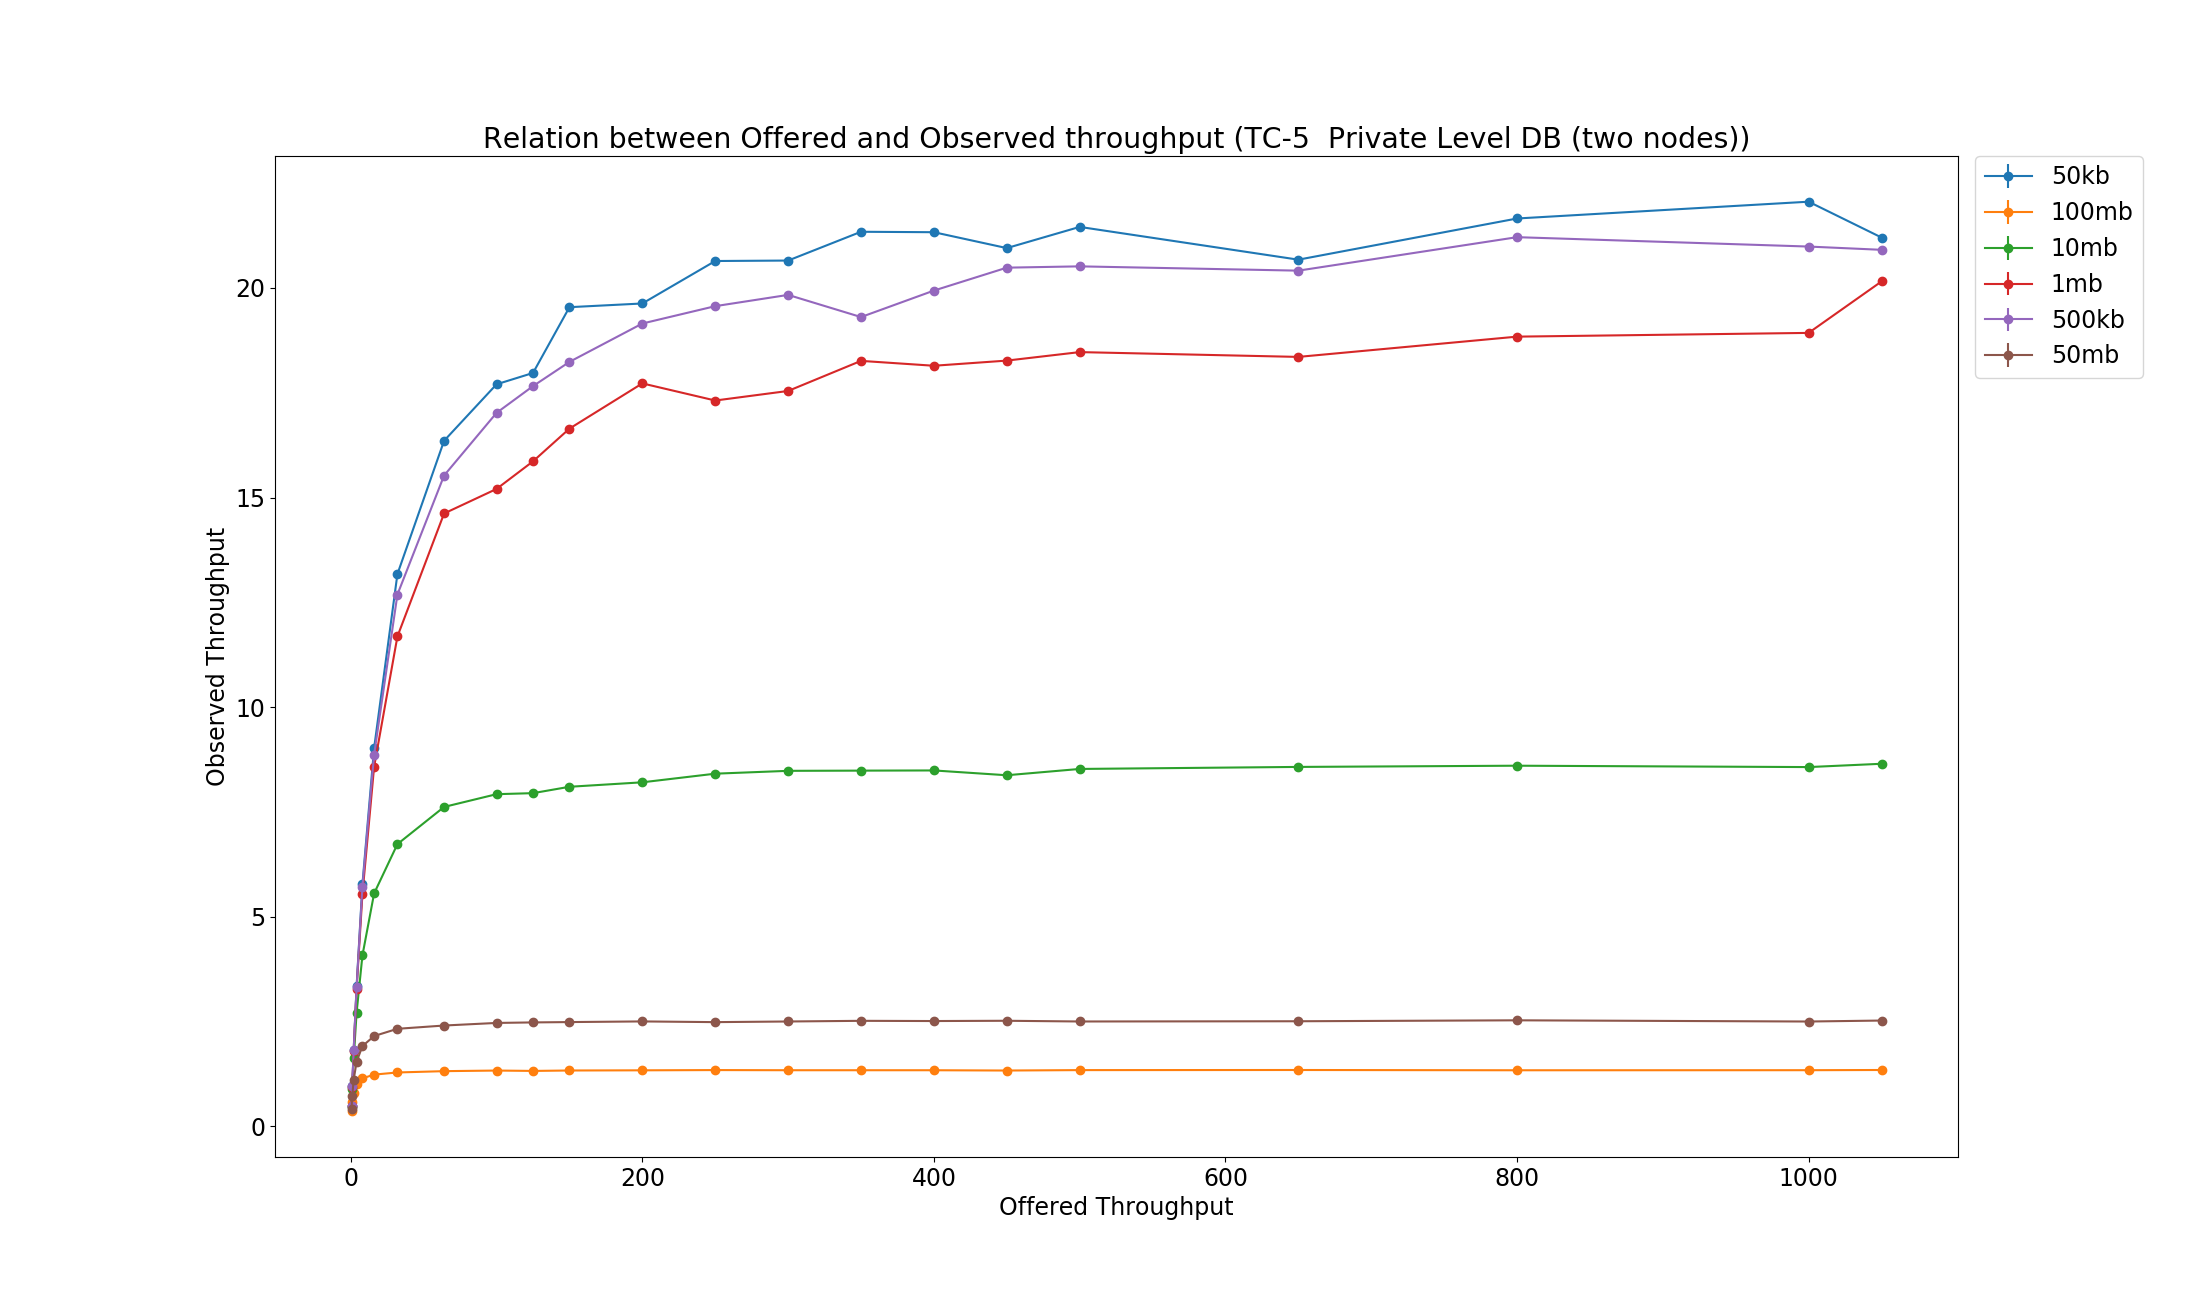 Relation between Offered and Observed throughput (TC-5  Private Level DB (two nodes))
50kb
100mb
10mb
1mb
500kb
50mb
Observed Throughput
20
15
10
5
0
0 200 400 600 800 1000
Offered Throughput